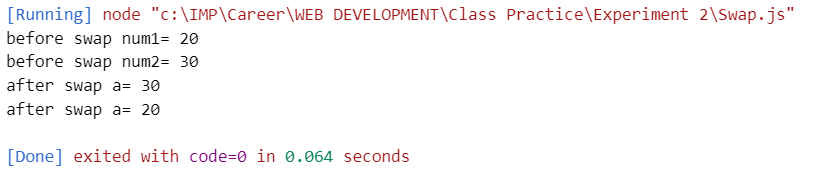 [Running] node "c:\IMP\Career\WEB DEVELOPMENT\Class Practice\Experiment 2\Swap.js"
before swap num1= 20
before swap num2= 30
after swap a= 30
after swap a= 20
[Done] exited with code=0 in 0.064 seconds